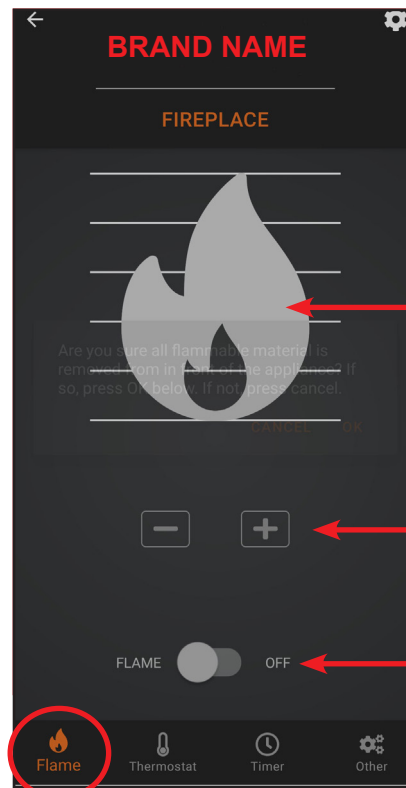 BRAND NAME
FIREPLACE
Are you sure all flammable material is
removed from in front of the appliance? If
so, press OK below. If not, press cancel.
CANCEL OK
FLAME OFF
Flame Thermostat Timer Other